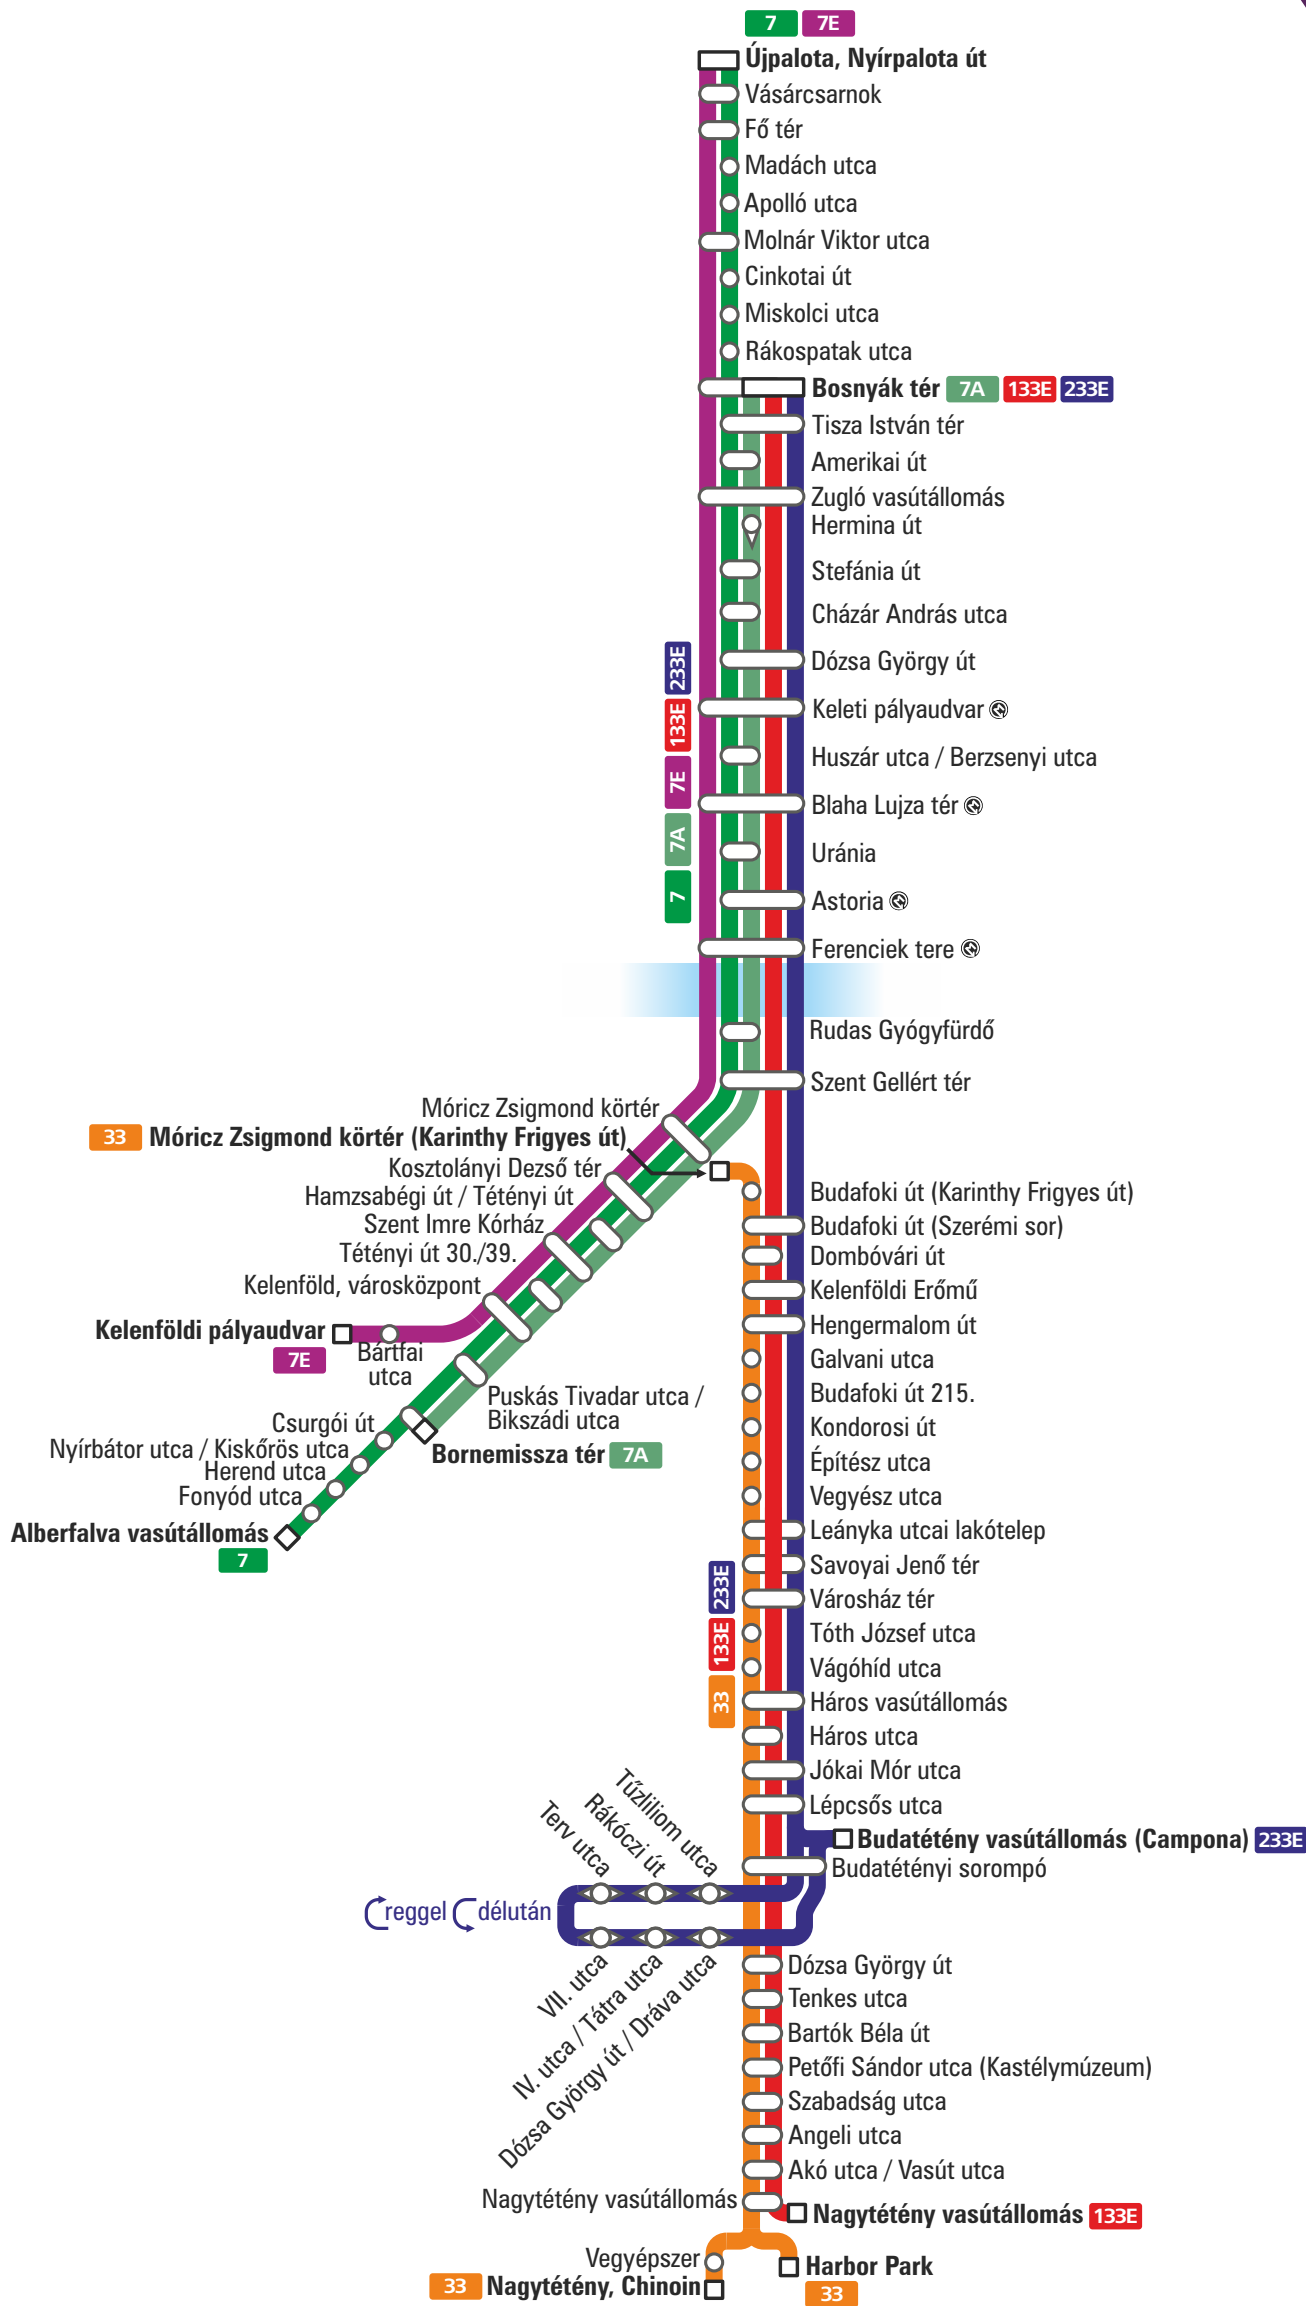 7 7E
Újpalota, Nyírpalota út
Vásárcsarnok
Fő tér
Madách utca
Apolló utca
Molnár Viktor utca
Cinkotai út
Miskolci utca
Rákospatak utca
Bosnyák tér 7A 133E 233E
Tisza István tér
Amerikai út
Zugló vasútállomás
Hermina út
Stefánia út
Cházár András utca
Dózsa György út
Keleti pályaudvar
Huszár utca / Berzsenyi utca
Blaha Lujza tér
Uránia
Astoria
Ferenciek tere
7 7A 7E 133E 233E
Rudas Gyógyfürdő
Szent Gellért tér
Móricz Zsigmond körtér
33 Móricz Zsigmond körtér (Karinthy Frigyes út)
Kosztolányi Dezső tér
Hamzsabégi út / Tétényi út
Szent Imre Kórház
Tétényi út 30./39.
Kelenföld, városközpont
Kelenföldi pályaudvar
7E
Bártfai
utca
Puskás Tivadar utca /
Bikszádi utca
Bornemissza tér 7A
Csurgói út
Nyírbátor utca / Kiskőrös utca
Herend utca
Fonyód utca
Alberfalva vasútállomás
7
Budafoki út (Karinthy Frigyes út)
Budafoki út (Szerémi sor)
Dombóvári út
Kelenföldi Erőmű
Hengermalom út
Galvani utca
Budafoki út 215.
Kondorosi út
Építész utca
Vegyész utca
Leányka utcai lakótelep
Savoyai Jenő tér
Városház tér
Tóth József utca
Vágóhíd utca
Háros vasútállomás
Háros utca
Jókai Mór utca
Lépcsős utca
33 133E 233E
Budatétény vasútállomás (Campona) 233E
Budatétényi sorompó
Terv utca
Rákóczi út
Tűzliliom utca
reggel délután
VII. utca
IV. utca / Tátra utca
Dózsa György út / Dráva utca
Dózsa György út
Tenkes utca
Bartók Béla út
Petőfi Sándor utca (Kastélymúzeum)
Szabadság utca
Angeli utca
Akó utca / Vasút utca
Nagytétény vasútállomás
Nagytétény vasútállomás 133E
Vegyépszer
33 Nagytétény, Chinoin
Harbor Park
33